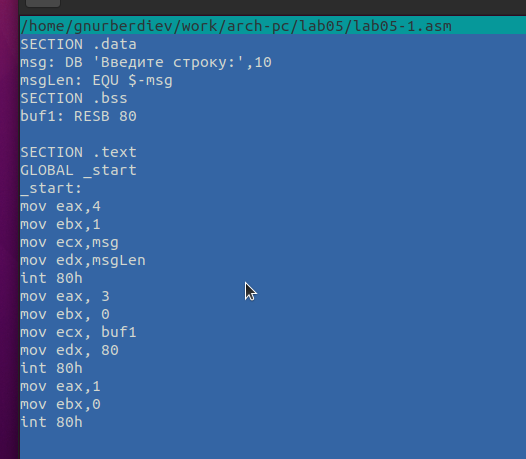 /home/gnurberdiev/work/arch-pc/lab05/lab05-1.asm
SECTION .data
msg: DB 'Введите строку:',10
msgLen: EQU $-msg
SECTION .bss
buf1: RESB 80
SECTION .text
GLOBAL _start
_start:
mov eax,4
mov ebx,1
mov ecx,msg
mov edx,msgLen
int 80h
mov eax, 3
mov ebx, 0
mov ecx, buf1
mov edx, 80
int 80h
mov eax,1
mov ebx,0
int 80h